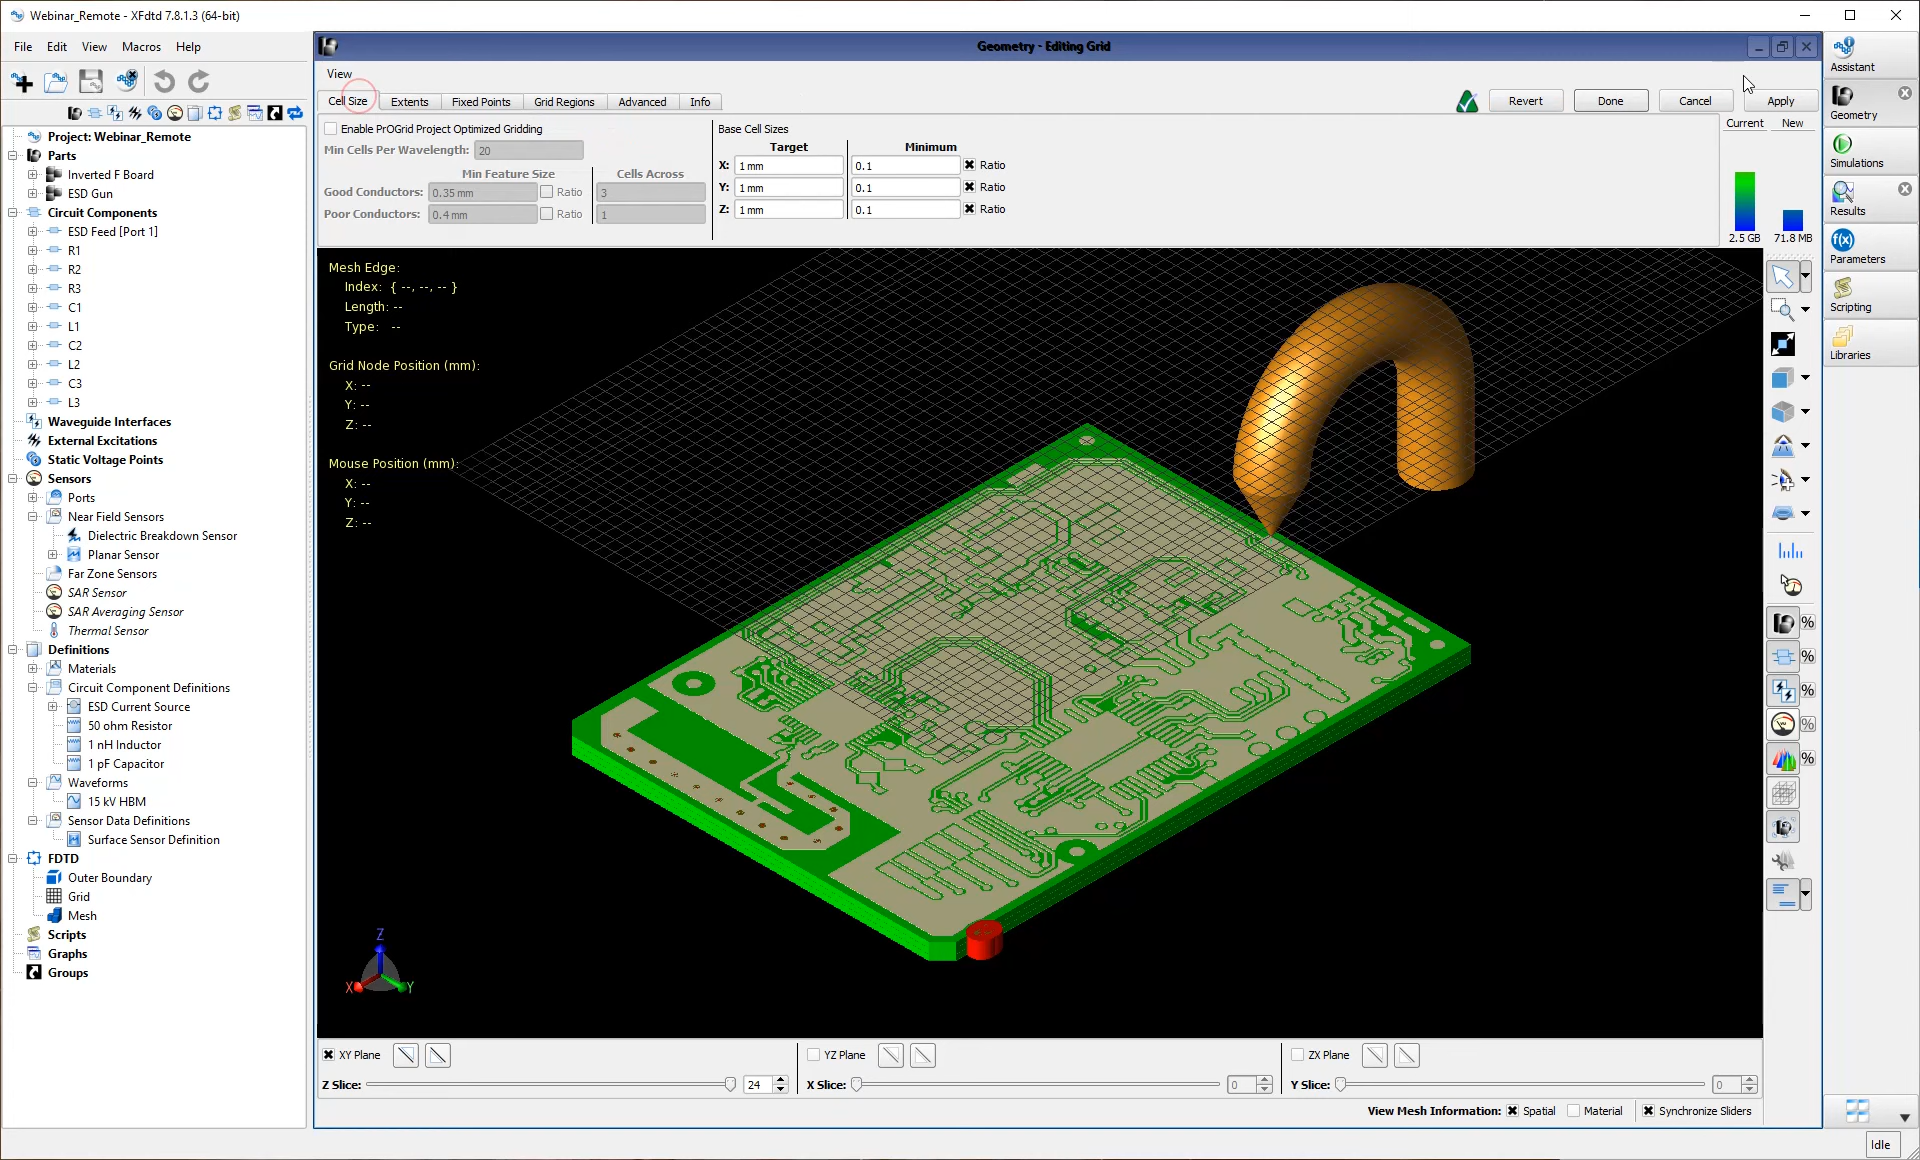 Webinar_Remote - XFdtd 7.8.1.3 (64-bit)
File Edit View Macros Help
Project: Webinar_Remote
Parts
Inverted F Board
ESD Gun
Circuit Components
ESD Feed [Port 1]
R1
R2
R3
C1
L1
C2
L2
C3
L3
Waveguide Interfaces
External Excitations
Static Voltage Points
Sensors
Ports
Near Field Sensors
Dielectric Breakdown Sensor
Planar Sensor
Far Zone Sensors
SAR Sensor
SAR Averaging Sensor
Thermal Sensor
Definitions
Materials
Circuit Component Definitions
ESD Current Source
50 ohm Resistor
1 nH Inductor
1 pF Capacitor
Waveforms
15 kV HBM
Sensor Data Definitions
Surface Sensor Definition
FDTD
Outer Boundary
Grid
Mesh
Scripts
Graphs
Groups
Geometry - Editing Grid
View
Cell Size Extents Fixed Points Grid Regions Advanced Info
Revert Done Cancel Apply
Enable PrOGrid Project Optimized Gridding
Min Cells Per Wavelength: 20
Min Feature Size Cells Across
Good Conductors: 0.35 mm Ratio 3
Poor Conductors: 0.4 mm Ratio 1
Base Cell Sizes
Target Minimum
X: 1 mm 0.1 Ratio
Y: 1 mm 0.1 Ratio
Z: 1 mm 0.1 Ratio
Current New
2.5 GB 71.8 MB
Mesh Edge:
Index: { --, --, -- }
Length: --
Type: --
Grid Node Position (mm):
X: --
Y: --
Z: --
Mouse Position (mm):
X: --
Y: --
Z: --
Z
X
Y
%
%
%
%
%
XY Plane YZ Plane ZX Plane
Z Slice: 24 X Slice: 0 Y Slice: 0
View Mesh Information: Spatial Material Synchronize Sliders
Assistant
Geometry
Simulations
Results
f(x)
Parameters
Scripting
Libraries
Idle